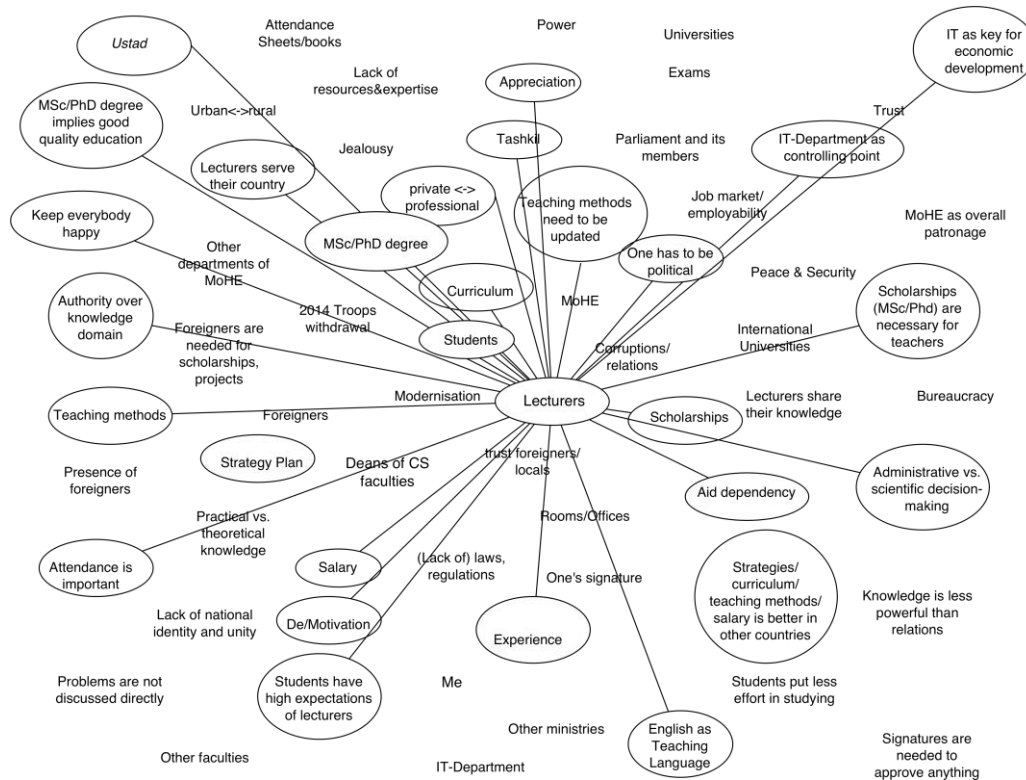 Ustad
Attendance
Sheets/books
Power
Universities
IT as key for
economic
development
Lack of
resources&expertise
Appreciation
Exams
MSc/PhD degree
implies good
quality education
Urban<->rural
Trust
Jealousy
Tashkil
Parliament and its
members
IT-Department as
controlling point
Lecturers serve
their country
private <->
professional
Teaching methods
need to be
updated
Job market/
employability
Keep everybody
happy
MSc/PhD degree
MoHE as overall
patronage
Other
departments of
MoHE
One has to be
political
Peace & Security
Curriculum
MoHE
Authority over
knowledge
domain
2014 Troops
withdrawal
Scholarships
(MSc/Phd) are
necessary for
teachers
Foreigners are
needed for
scholarships,
projects
Students
International
Universities
Corruptions/
relations
Modernisation
Lecturers
Lecturers share
their knowledge
Bureaucracy
Teaching methods
Foreigners
Scholarships
Strategy Plan
Deans of CS
faculties
trust foreigners/
locals
Presence of
foreigners
Administrative vs.
scientific decision-
making
Aid dependency
Practical vs.
theoretical
knowledge
Rooms/Offices
Attendance is
important
Salary
(Lack of) laws,
regulations
One's signature
Strategies/
curriculum/
teaching methods/
salary is better in
other countries
Knowledge is less
powerful than
relations
Lack of national
identity and unity
De/Motivation
Experience
Problems are not
discussed directly
Students have
high expectations
of lecturers
Me
Students put less
effort in studying
Other ministries
English as
Teaching
Language
Other faculties
IT-Department
Signatures are
needed to
approve anything